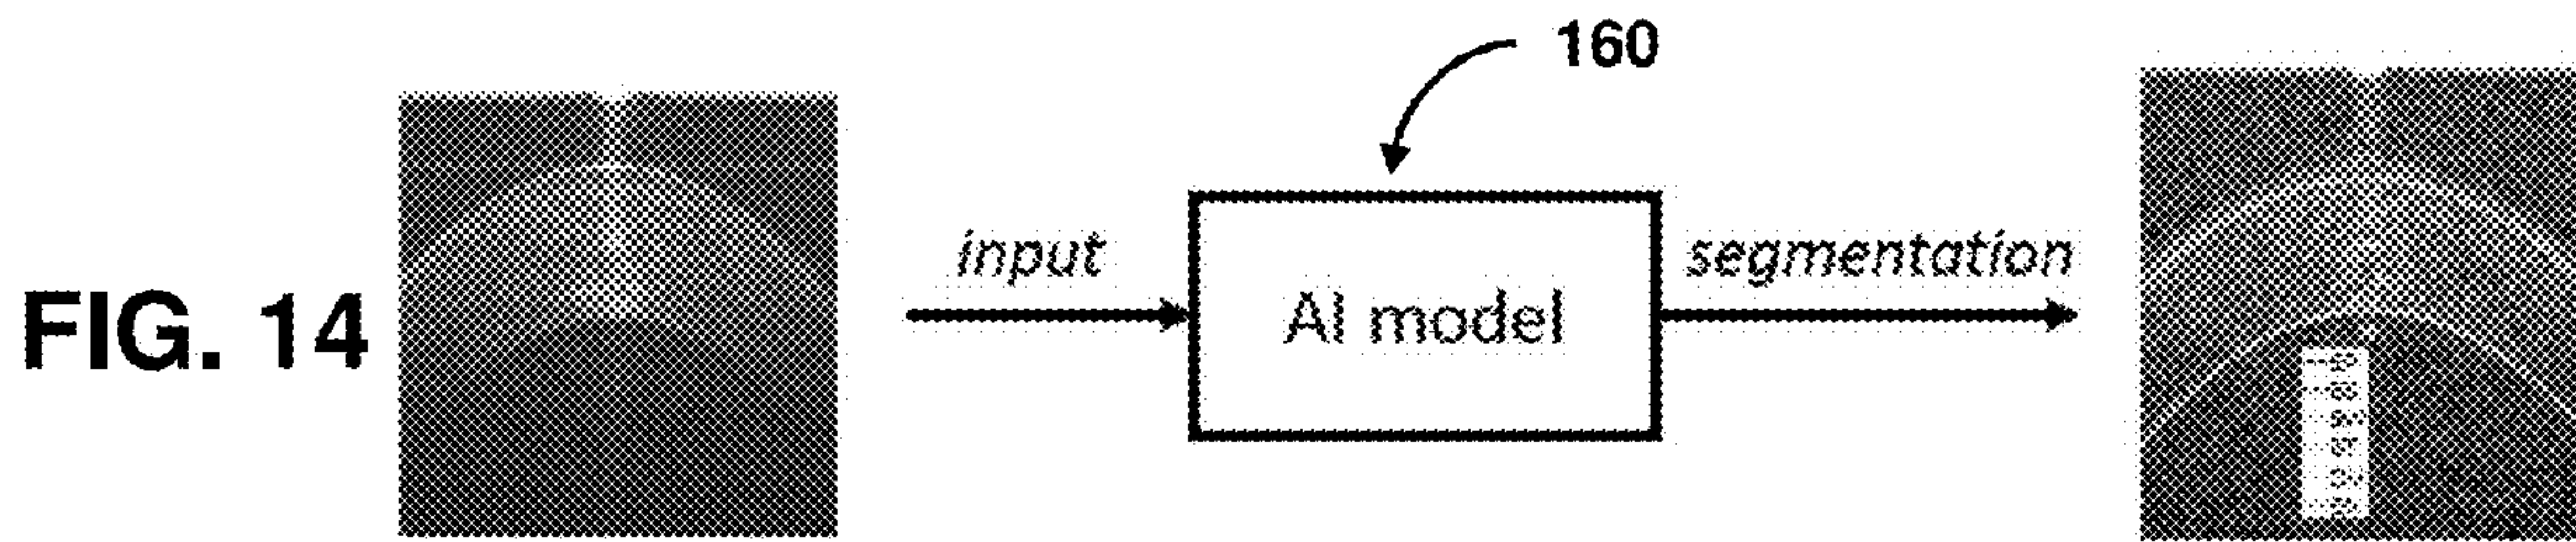 160
input
segmentation
AI model
FIG. 14